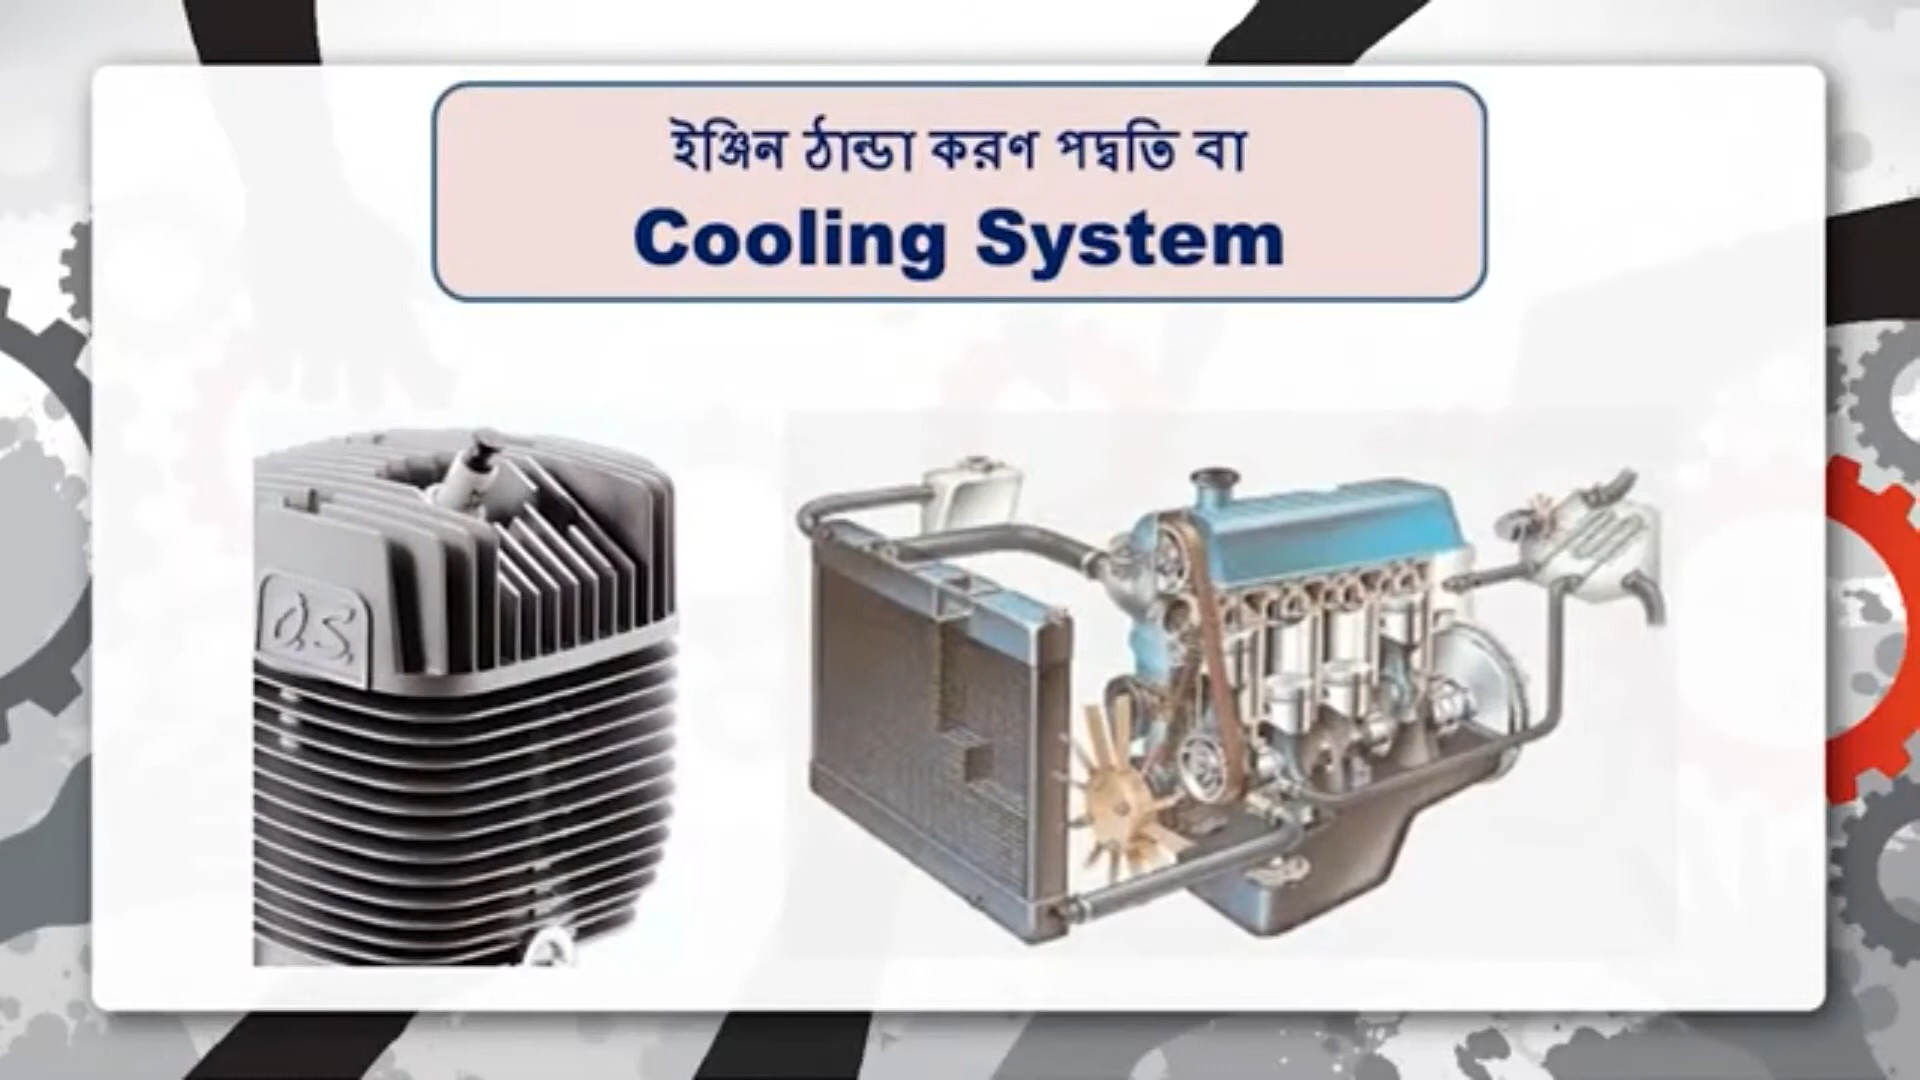 ইঞ্জিন ঠান্ডা করণ পদ্বতি বা
Cooling System
O.S.